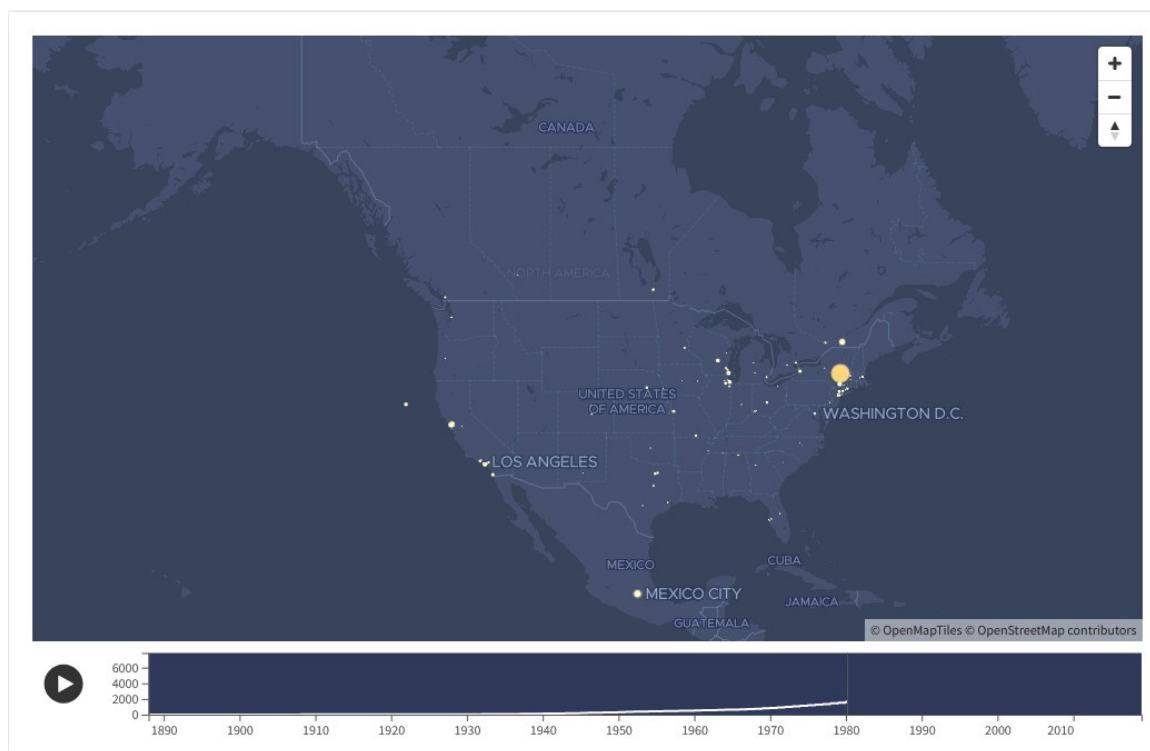 +
−
CANADA
NORTH AMERICA
UNITED STATES
OF AMERICA
WASHINGTON D.C.
LOS ANGELES
MEXICO
CUBA
MEXICO CITY
JAMAICA
GUATEMALA
© OpenMapTiles © OpenStreetMap contributors
6000
4000
2000
0
1890 1900 1910 1920 1930 1940 1950 1960 1970 1980 1990 2000 2010